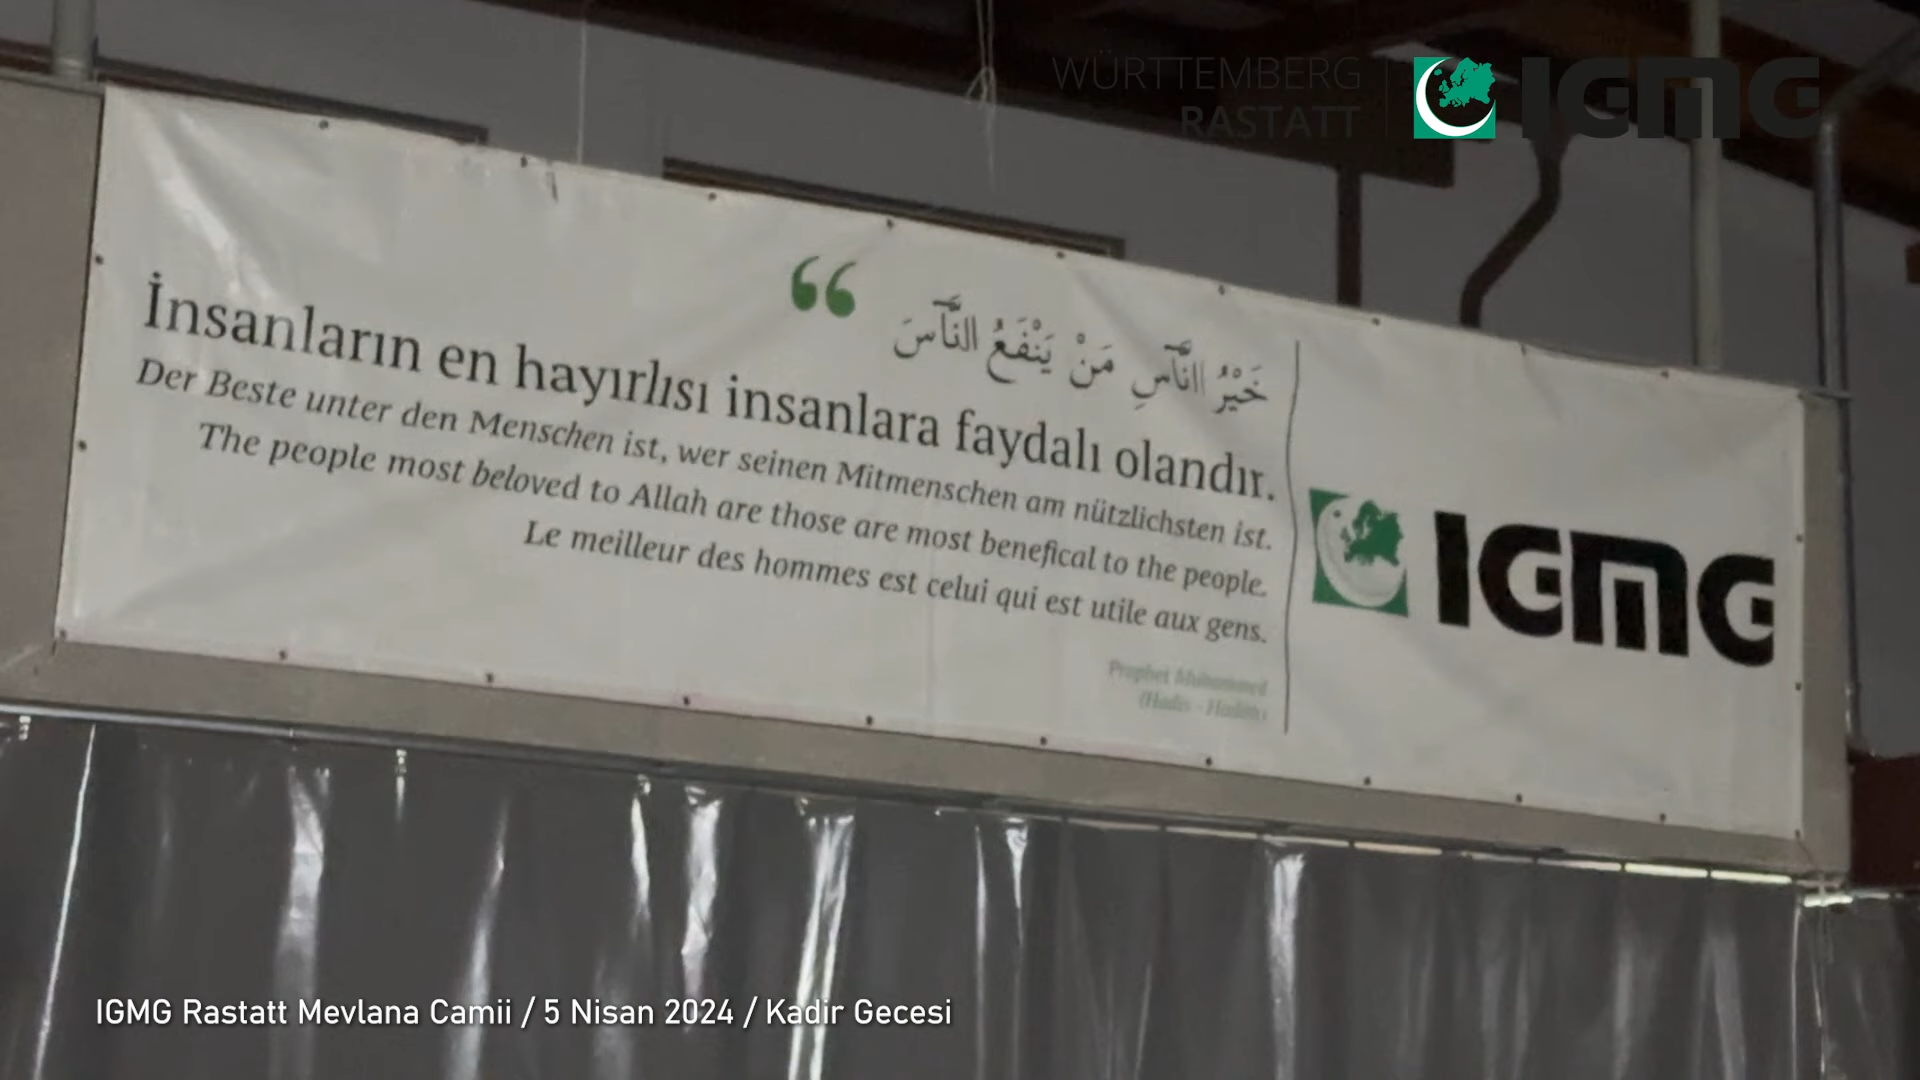 WÜRTTEMBERG
RASTATT
IGMG
خَيْرُ النَّاسِ مَنْ يَنْفَعُ النَّاسَ
İnsanların en hayırlısı insanlara faydalı olandır.
Der Beste unter den Menschen ist, wer seinen Mitmenschen am nützlichsten ist.
The people most beloved to Allah are those are most benefical to the people.
Le meilleur des hommes est celui qui est utile aux gens.
Prophet Muhammed
(Hadis - Hadith)
IGMG
IGMG Rastatt Mevlana Camii / 5 Nisan 2024 / Kadir Gecesi